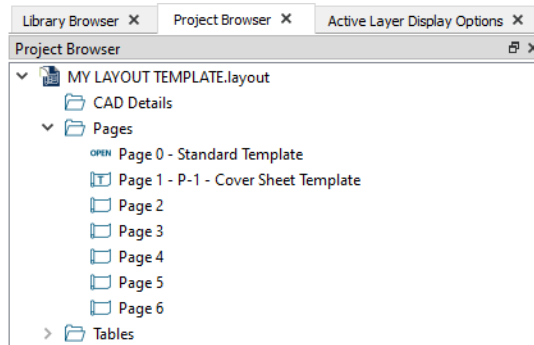 Library Browser X Project Browser X Active Layer Display Options X
Project Browser
MY LAYOUT TEMPLATE.layout
CAD Details
Pages
OPEN Page 0 - Standard Template
T Page 1 - P-1 - Cover Sheet Template
Page 2
Page 3
Page 4
Page 5
Page 6
Tables